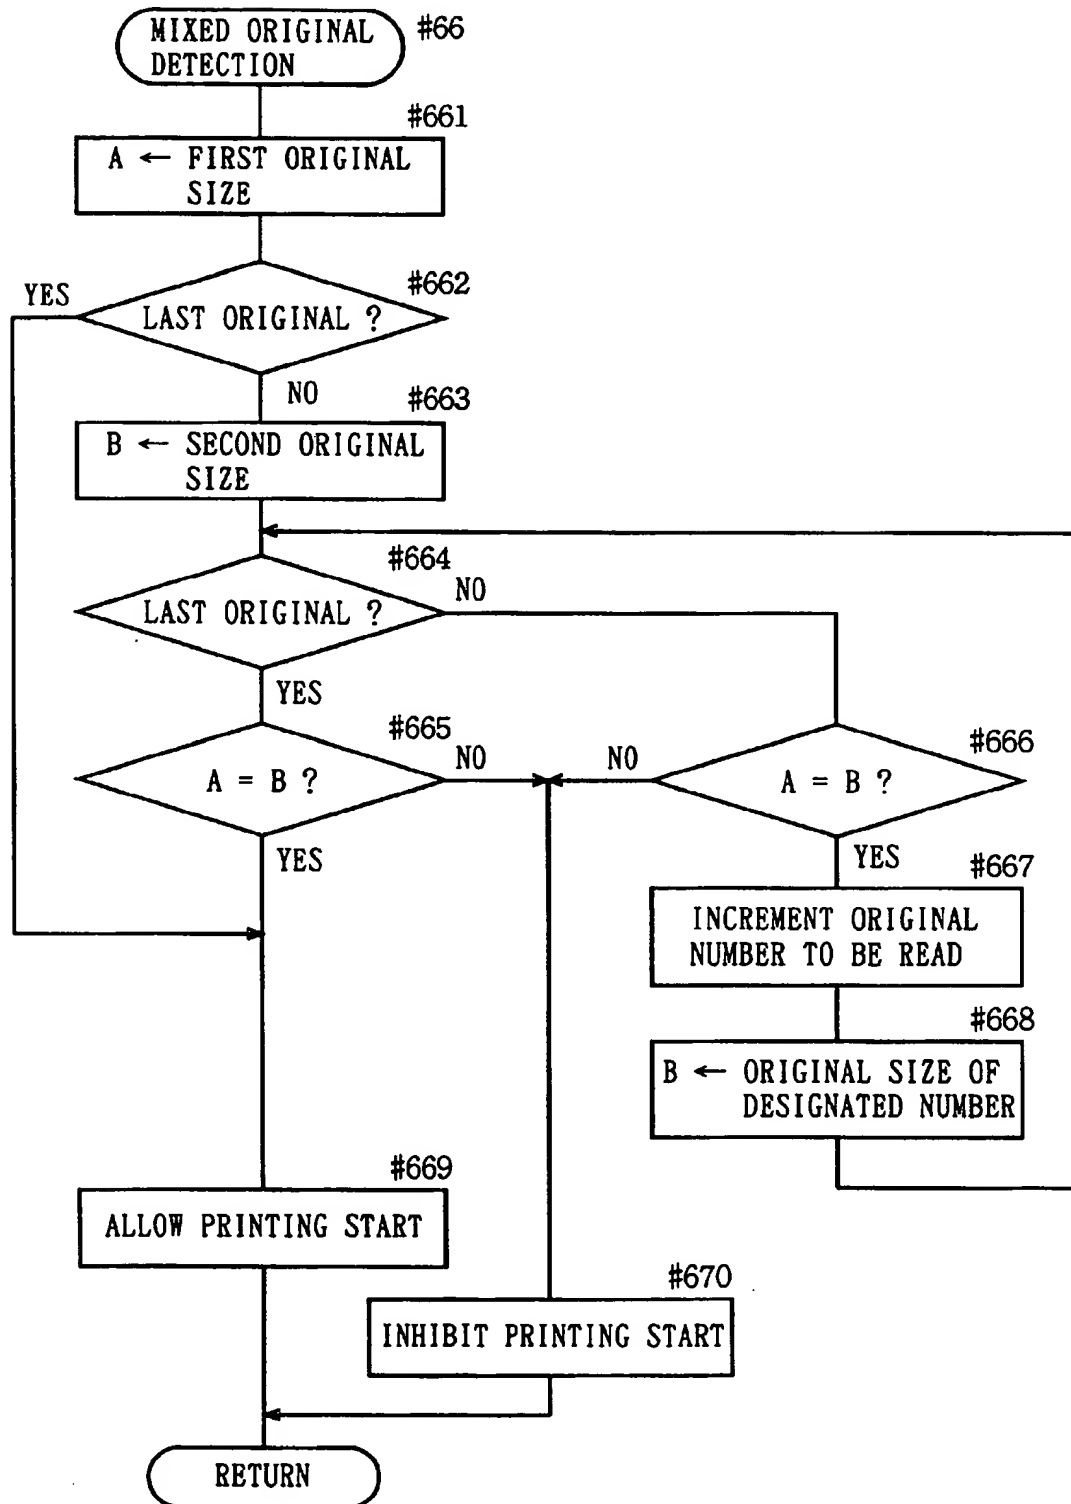 MIXED ORIGINAL
DETECTION
#66
#661
A ← FIRST ORIGINAL
SIZE
#662
YES
LAST ORIGINAL ?
NO
#663
B ← SECOND ORIGINAL
SIZE
#664
LAST ORIGINAL ?
NO
YES
#665
A = B ?
NO
YES
NO
#666
A = B ?
YES
#667
INCREMENT ORIGINAL
NUMBER TO BE READ
#668
B ← ORIGINAL SIZE OF
DESIGNATED NUMBER
#669
ALLOW PRINTING START
#670
INHIBIT PRINTING START
RETURN